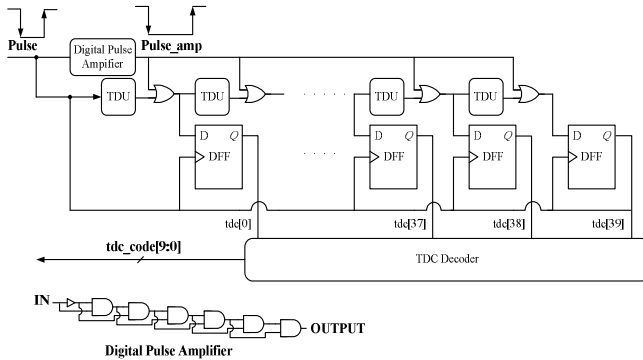 Pulse
Digital Pulse
Ampifier
Pulse_amp
TDU
TDU
TDU
TDU
D Q
DFF
D Q
DFF
D Q
DFF
D Q
DFF
tdc[0]
tdc[37]
tdc[38]
tdc[39]
tdc_code[9:0]
TDC Decoder
IN
OUTPUT
Digital Pulse Amplifier